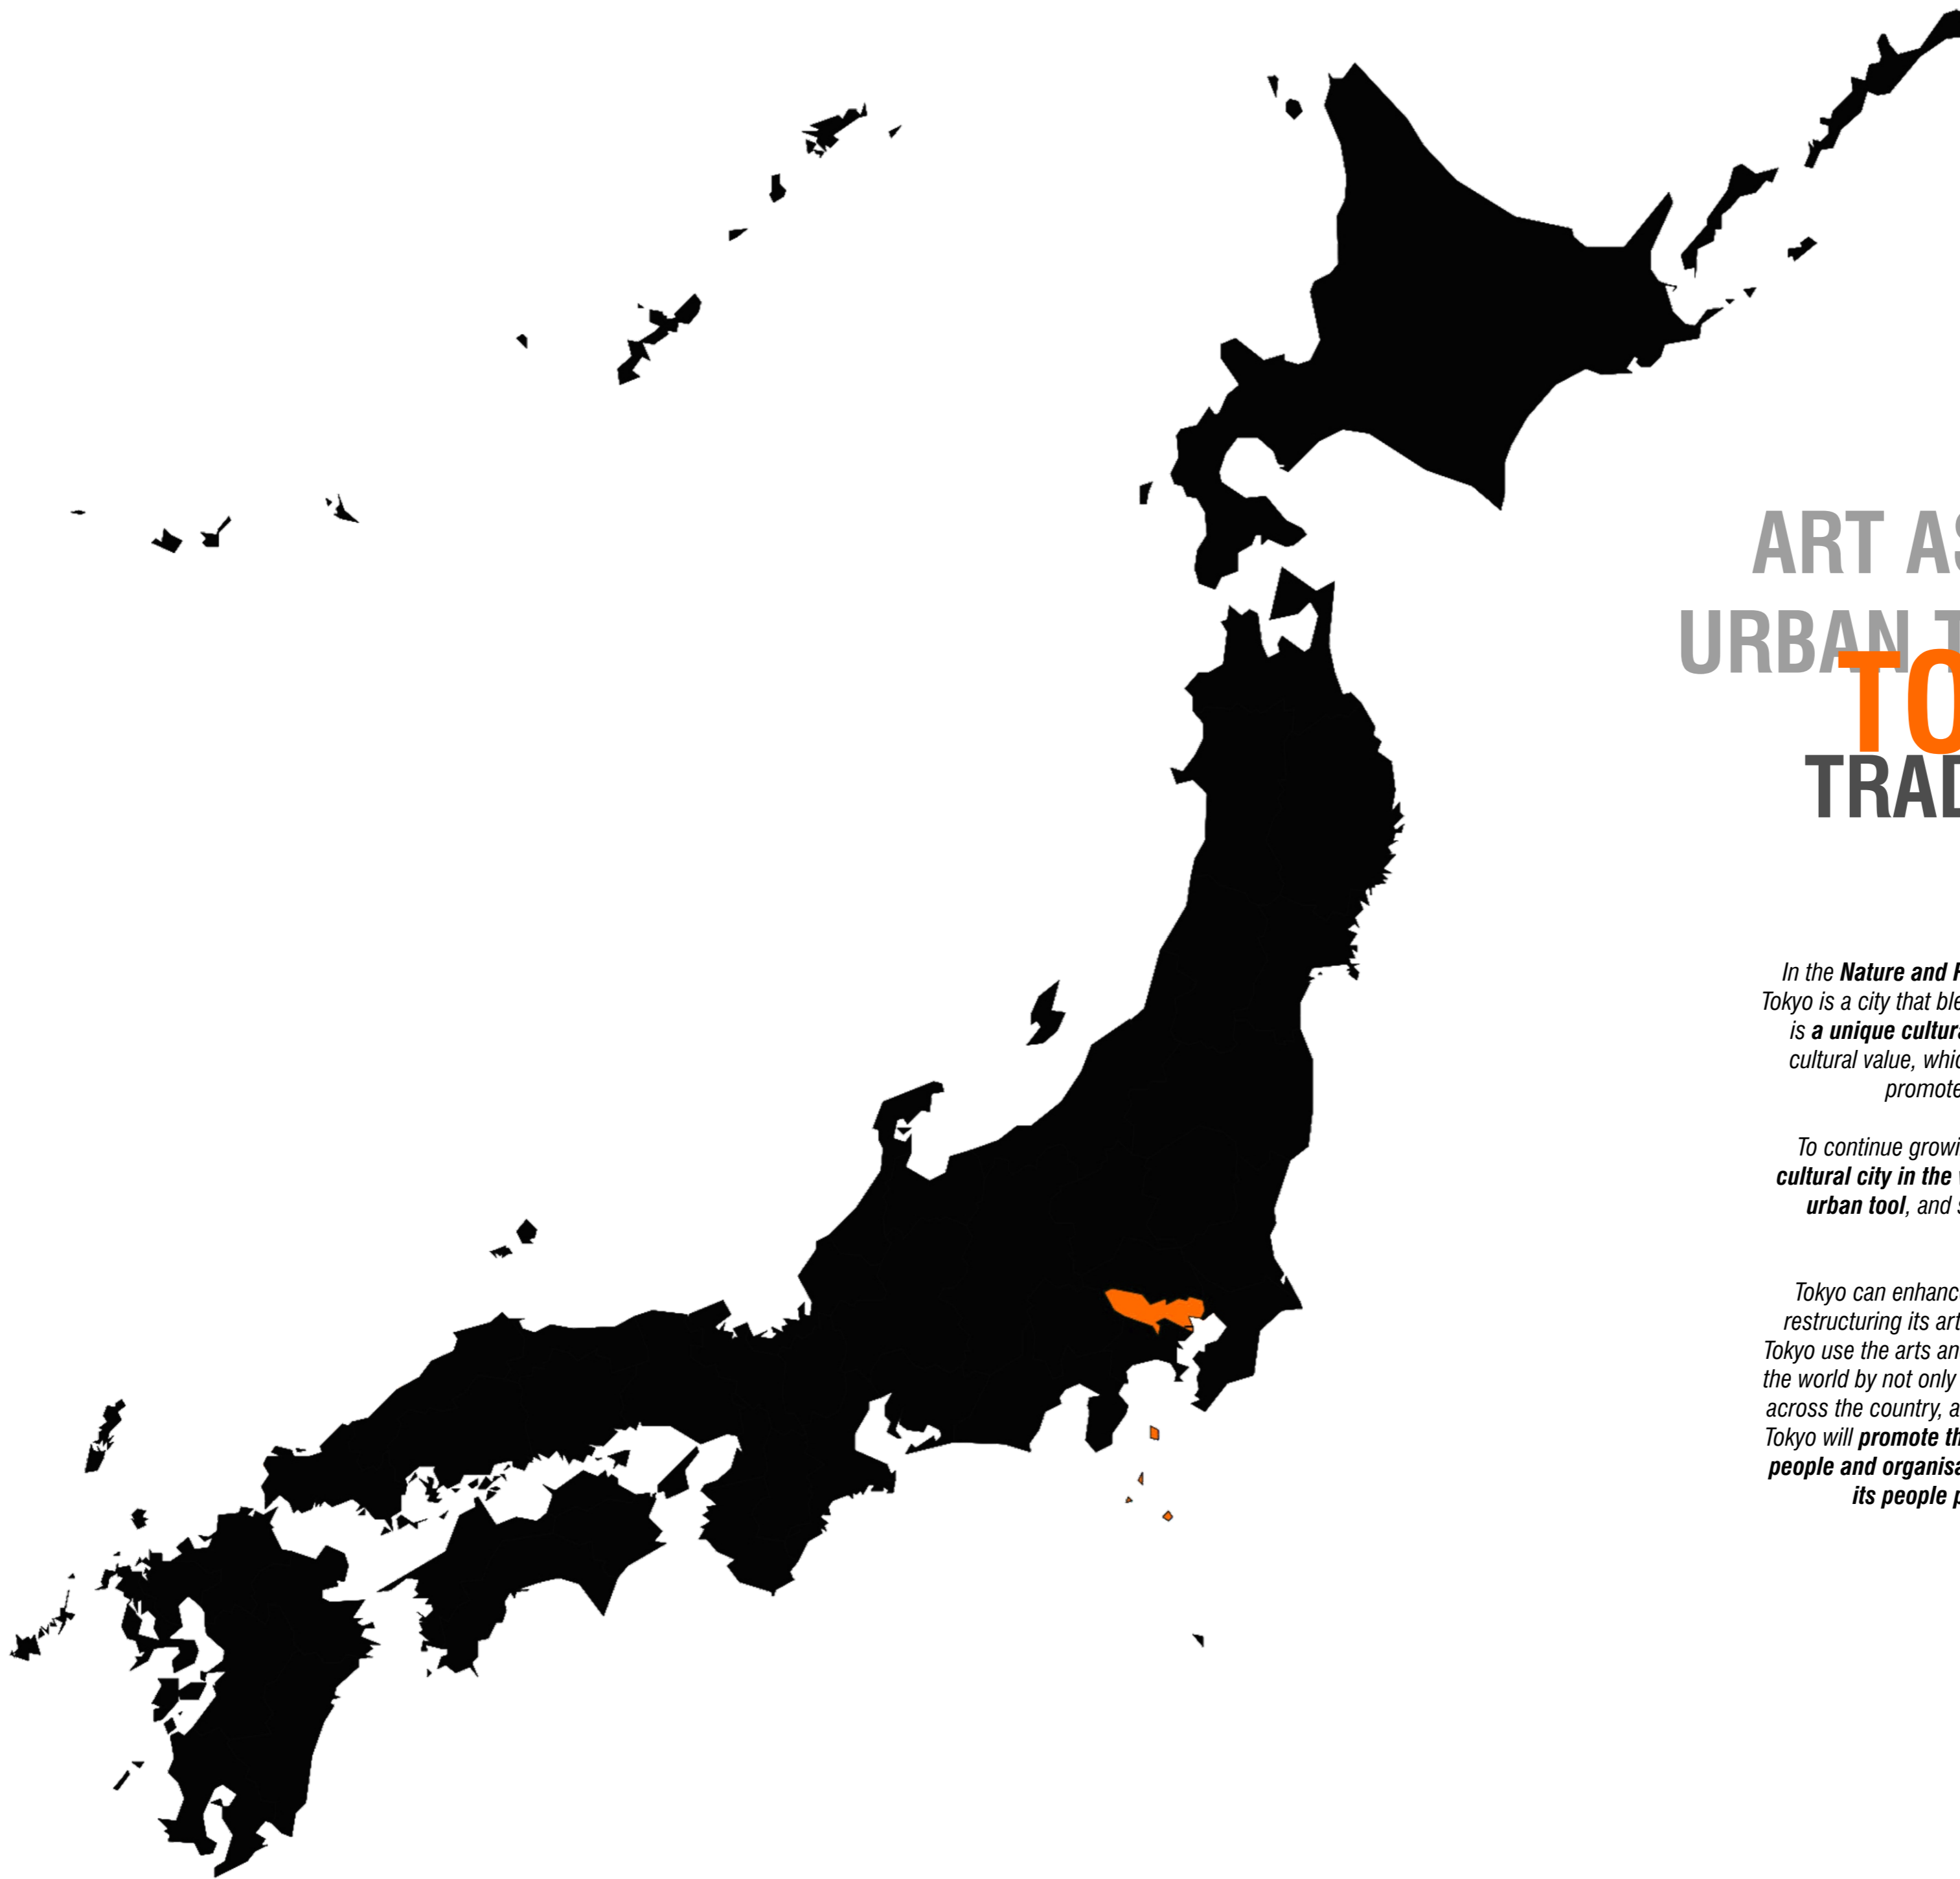 ART AS
URBAN T
TO
TRAD
In the Nature and
Tokyo is a city that ble
is a unique cultura
cultural value, whic
promote
To continue growi
cultural city in the
urban tool, and s
Tokyo can enhanc
restructuring its art
Tokyo use the arts an
the world by not only
across the country, a
Tokyo will promote th
people and organisa
its people p